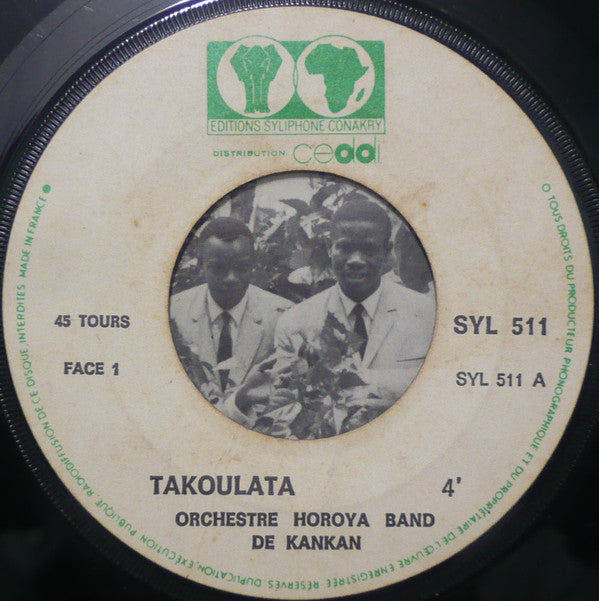 EDITIONS SYLIPHONE CONAKRY
DISTRIBUTION ceddi
45 TOURS
SYL 511
FACE 1
SYL 511 A
TAKOULATA 4'
ORCHESTRE HOROYA BAND
DE KANKAN
O TOUS DROITS DU PRODUCTEUR PHONOGRAPHIQUE ET DU PROPRIÉTAIRE DE L'ŒUVRE ENREGISTRÉE RÉSERVÉS DUPLICATION, EXÉCUTION PUBLIQUE RADIODIFFUSION DE CE DISQUE, INTERDITES MADE IN FRANCE